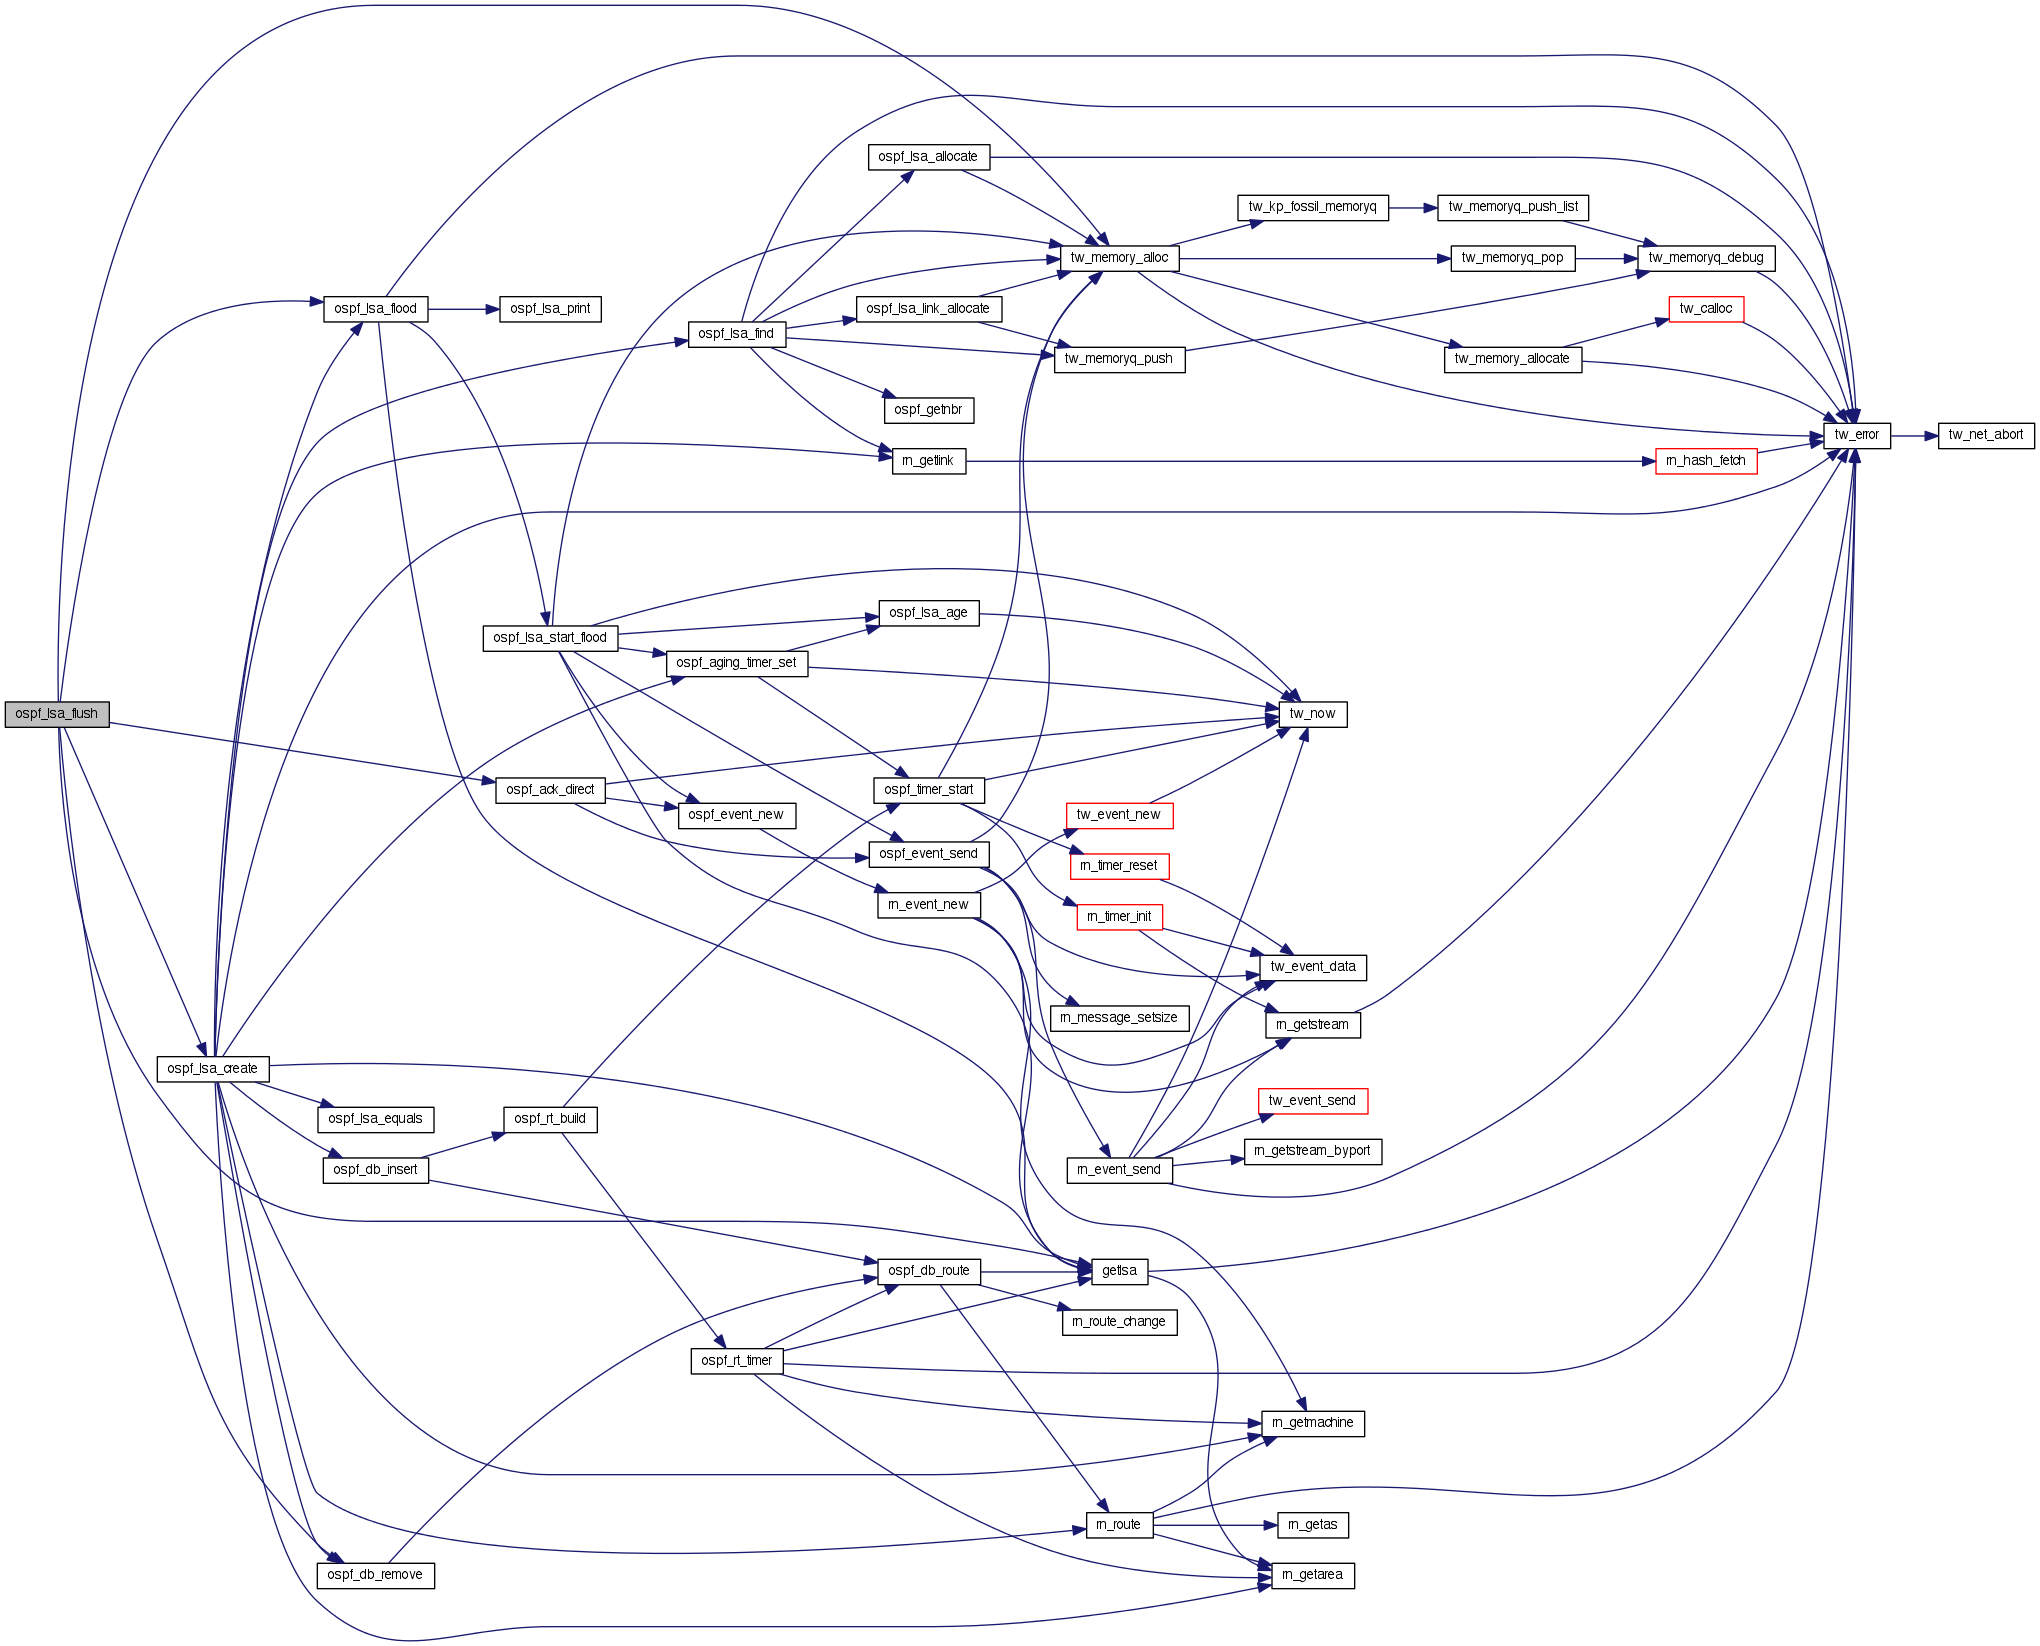 ospf_lsa_allocate
tw_kp_fossil_memoryq
tw_memoryq_push_list
tw_memory_alloc
tw_memoryq_pop
tw_memoryq_debug
ospf_lsa_flood
ospf_lsa_print
ospf_lsa_link_allocate
tw_calloc
ospf_lsa_find
tw_memoryq_push
tw_memory_allocate
ospf_getnbr
tw_error
tw_net_abort
rn_getlink
rn_hash_fetch
ospf_lsa_age
ospf_lsa_start_flood
ospf_aging_timer_set
ospf_lsa_flush
tw_now
ospf_ack_direct
ospf_timer_start
ospf_event_new
tw_event_new
ospf_event_send
rn_timer_reset
rn_event_new
rn_timer_init
tw_event_data
rn_message_setsize
rn_getstream
ospf_lsa_create
tw_event_send
ospf_lsa_equals
ospf_rt_build
rn_getstream_byport
ospf_db_insert
rn_event_send
ospf_db_route
getlsa
rn_route_change
ospf_rt_timer
rn_getmachine
rn_route
rn_getas
ospf_db_remove
rn_getarea